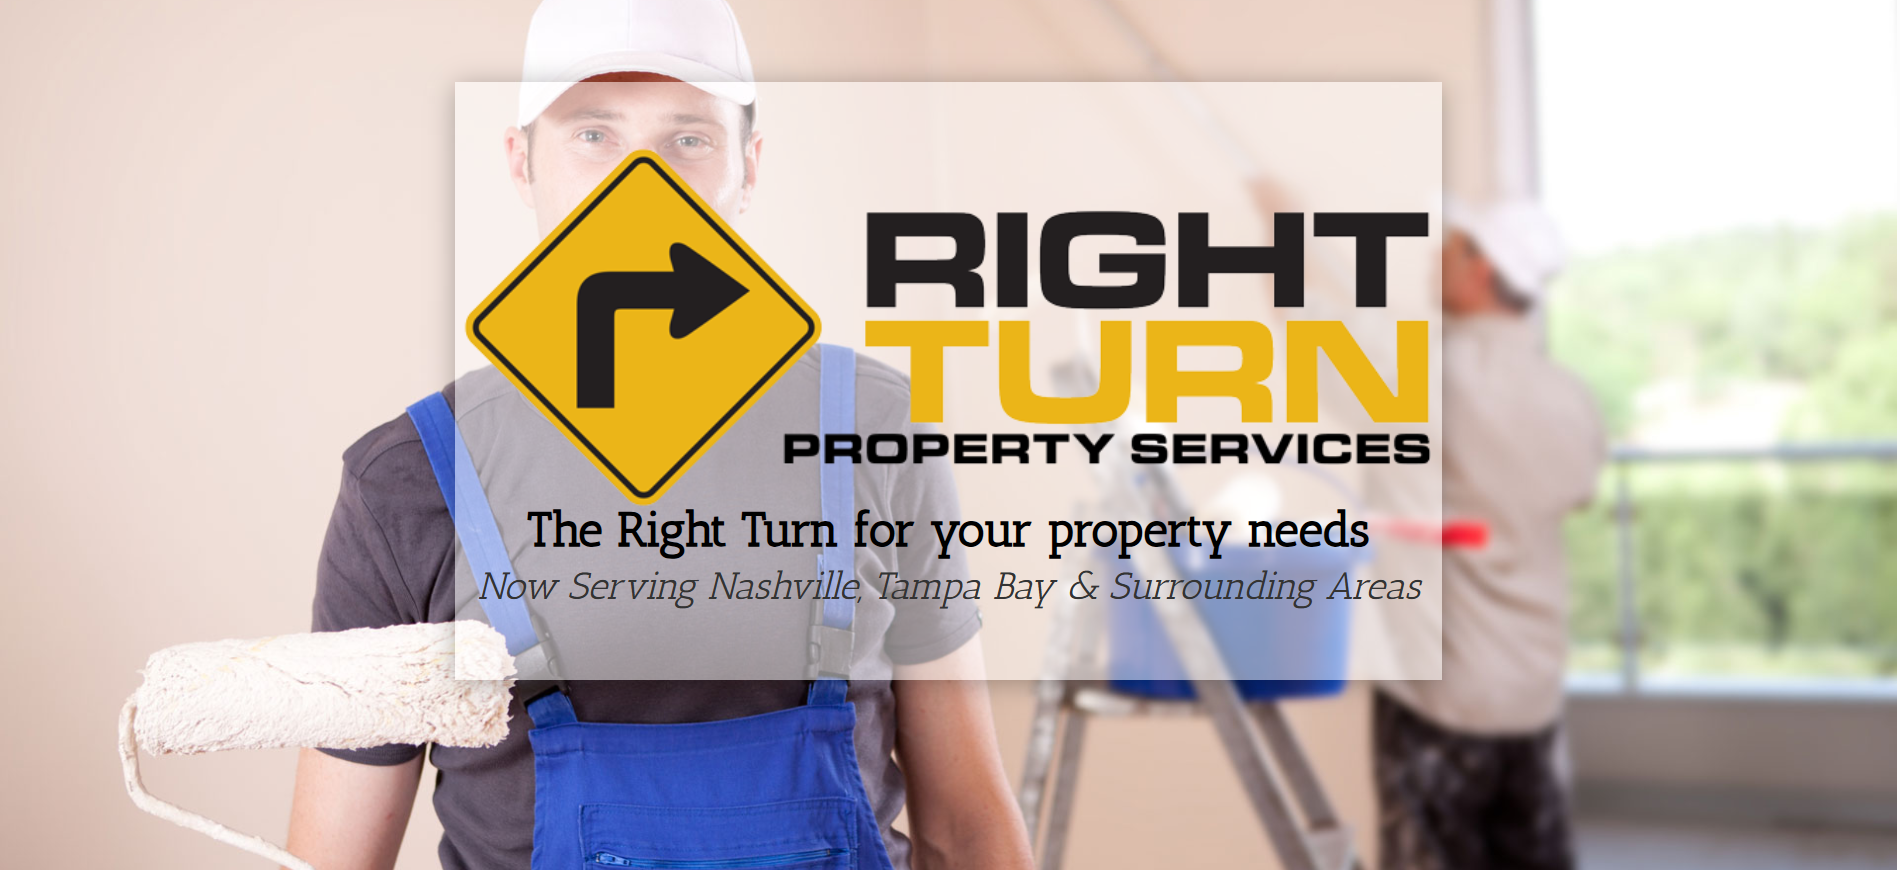 RIGHT
TURN
PROPERTY SERVICES
The Right Turn for your property needs
Now Serving Nashville, Tampa Bay & Surrounding Areas